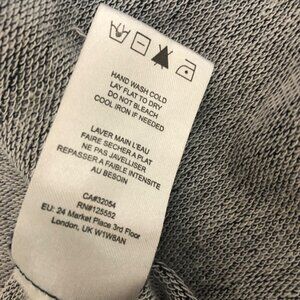 HAND WASH COLD
LAY FLAT TO DRY
DO NOT BLEACH
COOL IRON IF NEEDED
LAVER MAIN L'EAU
FAIRE SECHER A PLAT
NE PAS JAVELLISER
REPASSER A FAIBLE INTENSITE
AU BESOIN
CA#32054
RN#125552
EU: 24 Market Place 3rd Floor
London, UK W1W8AN